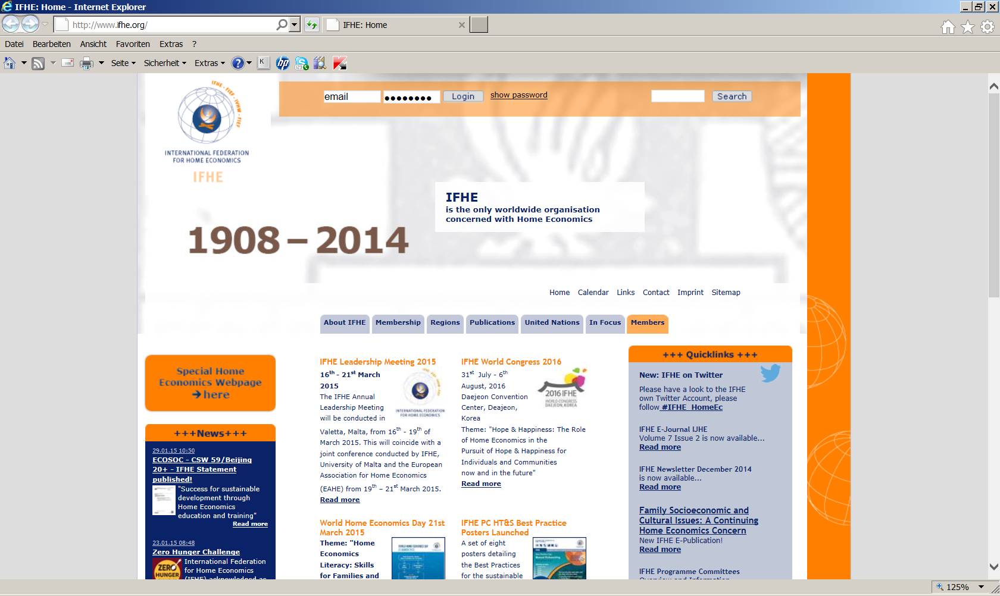 IFHE: Home - Internet Explorer
http://www.ifhe.org/
IFHE: Home
Datei Bearbeiten Ansicht Favoriten Extras ?
Seite Sicherheit Extras
IFHE - FIEF - IVHW - FIEF
INTERNATIONAL FEDERATION
FOR HOME ECONOMICS
IFHE
email
Login
show password
Search
IFHE
is the only worldwide organisation
concerned with Home Economics
1908 – 2014
Home Calendar Links Contact Imprint Sitemap
About IFHE Membership Regions Publications United Nations In Focus Members
Special Home
Economics Webpage
➔ here
+++News+++
29.01.15 10:50
ECOSOC - CSW 59/Beijing
20+ - IFHE Statement
published!
"Success for sustainable
development through
Home Economics
education and training"
Read more
23.01.15 08:48
Zero Hunger Challenge
ZERO
HUNGER
International Federation
for Home Economics
(IFHE) acknowledged as
IFHE Leadership Meeting 2015
16th - 21st March
2015
The IFHE Annual
Leadership Meeting
will be conducted in
Valetta, Malta, from 16th - 19th of
March 2015. This will coincide with a
joint conference conducted by IFHE,
University of Malta and the European
Association for Home Economics
(EAHE) from 19th – 21st March 2015.
Read more
INTERNATIONAL FEDERATION
FOR HOME ECONOMICS
IFHE World Congress 2016
31st July - 6th
August, 2016
Daejeon Convention
Center, Deajeon,
Korea
Theme: "Hope & Happiness: The Role
of Home Economics in the
Pursuit of Hope & Happiness for
Individuals and Communities
now and in the future"
Read more
2016 IFHE
WORLD CONGRESS
DAEJEON, KOREA
World Home Economics Day 21st
March 2015
Theme: "Home
Economics
Literacy: Skills
for Families and
IFHE PC HT&S Best Practice
Posters Launched
A set of eight
posters detailing
the Best Practices
for the sustainable
+++ Quicklinks +++
New: IFHE on Twitter
Please have a look to the IFHE
own Twitter Account, please
follow #IFHE_HomeEc
IFHE E-Journal IJHE
Volume 7 Issue 2 is now available...
Read more
IFHE Newsletter December 2014
is now available...
Read more
Family Socioeconomic and
Cultural Issues: A Continuing
Home Economics Concern
New IFHE E-Publication!
Read more
IFHE Programme Committees
Overview and Information
125%